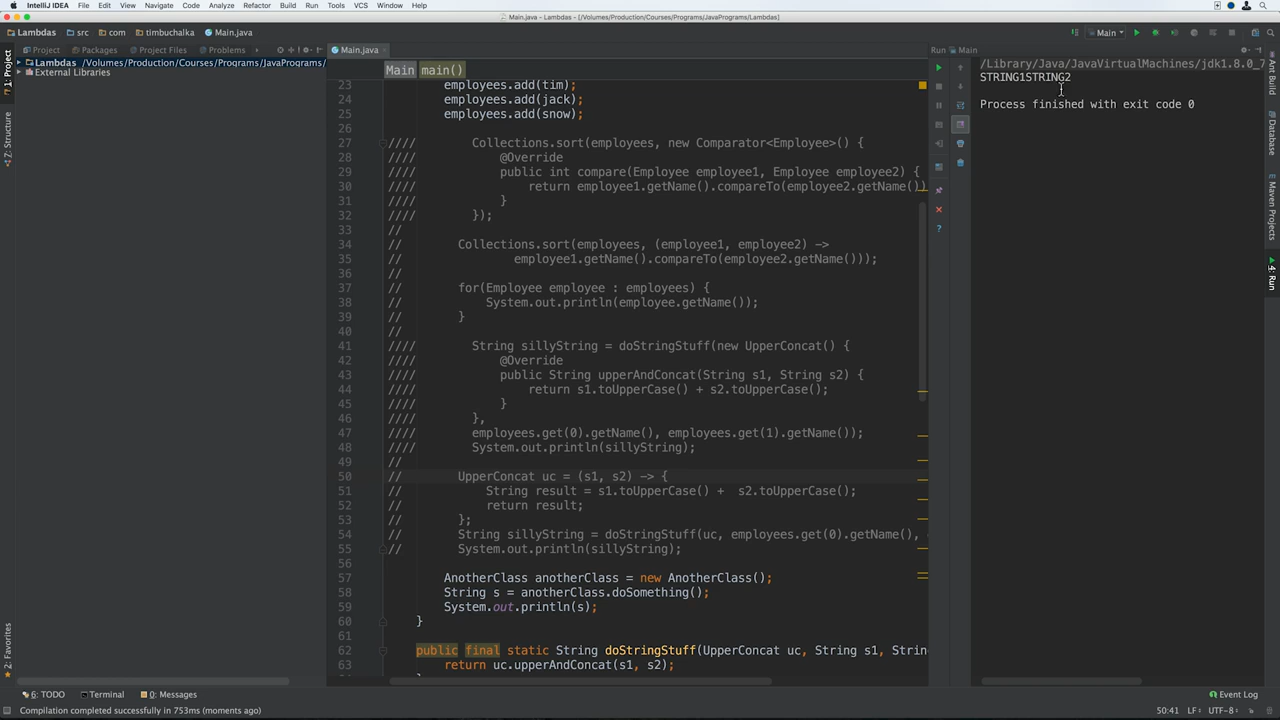 IntelliJ IDEA File Edit View Navigate Code Analyze Refactor Build Run Tools VCS Window Help
Main.java - Lambdas - [/Volumes/Production/Courses/Programs/JavaPrograms/Lambdas]
Lambdas src com timbuchalka Main.java Main
Project Packages Project Files Problems Main.java Run Main
Lambdas /Volumes/Production/Courses/Programs/JavaPrograms/
External Libraries
1: Project
7: Structure
2: Favorites
Main main()
23 employees.add(tim);
24 employees.add(jack);
25 employees.add(snow);
26
27 //// Collections.sort(employees, new Comparator<Employee>() {
28 //// @Override
29 //// public int compare(Employee employee1, Employee employee2) {
30 //// return employee1.getName().compareTo(employee2.getName())
31 //// }
32 //// });
33 //
34 // Collections.sort(employees, (employee1, employee2) ->
35 // employee1.getName().compareTo(employee2.getName()));
36 //
37 // for(Employee employee : employees) {
38 // System.out.println(employee.getName());
39 // }
40 //
41 //// String sillyString = doStringStuff(new UpperConcat() {
42 //// @Override
43 //// public String upperAndConcat(String s1, String s2) {
44 //// return s1.toUpperCase() + s2.toUpperCase();
45 //// }
46 //// },
47 //// employees.get(0).getName(), employees.get(1).getName());
48 //// System.out.println(sillyString);
49 //
50 // UpperConcat uc = (s1, s2) -> {
51 // String result = s1.toUpperCase() + s2.toUpperCase();
52 // return result;
53 // };
54 // String sillyString = doStringStuff(uc, employees.get(0).getName(),
55 // System.out.println(sillyString);
56
57 AnotherClass anotherClass = new AnotherClass();
58 String s = anotherClass.doSomething();
59 System.out.println(s);
60 }
61
62 public final static String doStringStuff(UpperConcat uc, String s1, Strin
63 return uc.upperAndConcat(s1, s2);
/Library/Java/JavaVirtualMachines/jdk1.8.0_7
STRING1STRING2
Process finished with exit code 0
Ant Build
Database
Maven Projects
4: Run
6: TODO Terminal 0: Messages Event Log
Compilation completed successfully in 753ms (moments ago) 50:41 LF÷ UTF-8÷